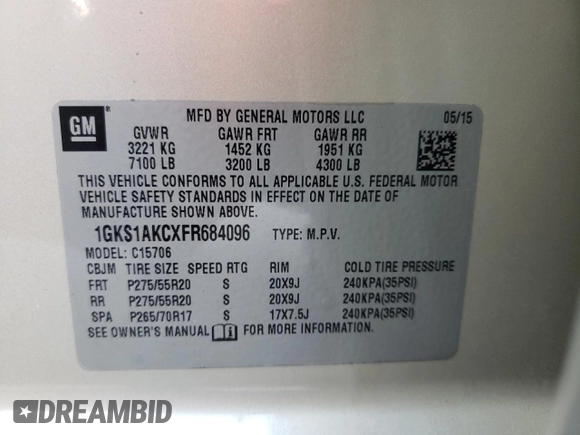 GM
®
MFD BY GENERAL MOTORS LLC 05/15
GVWR GAWR FRT GAWR RR
3221 KG 1452 KG 1951 KG
7100 LB 3200 LB 4300 LB
THIS VEHICLE CONFORMS TO ALL APPLICABLE U.S. FEDERAL MOTOR
VEHICLE SAFETY STANDARDS IN EFFECT ON THE DATE OF
MANUFACTURE SHOWN ABOVE.
1GKS1AKCXFR684096 TYPE: M.P.V.
MODEL: C15706
CBJM TIRE SIZE SPEED RTG RIM COLD TIRE PRESSURE
FRT P275/55R20 S 20X9J 240KPA(35PSI)
RR P275/55R20 S 20X9J 240KPA(35PSI)
SPA P265/70R17 S 17X7.5J 240KPA(35PSI)
SEE OWNER'S MANUAL FOR MORE INFORMATION.
DREAMBID